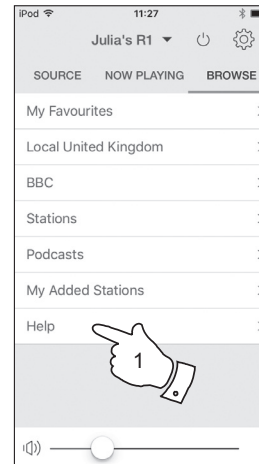 iPod 11:27
Julia's R1
SOURCE NOW PLAYING BROWSE
My Favourites
Local United Kingdom
BBC
Stations
Podcasts
My Added Stations
Help
1